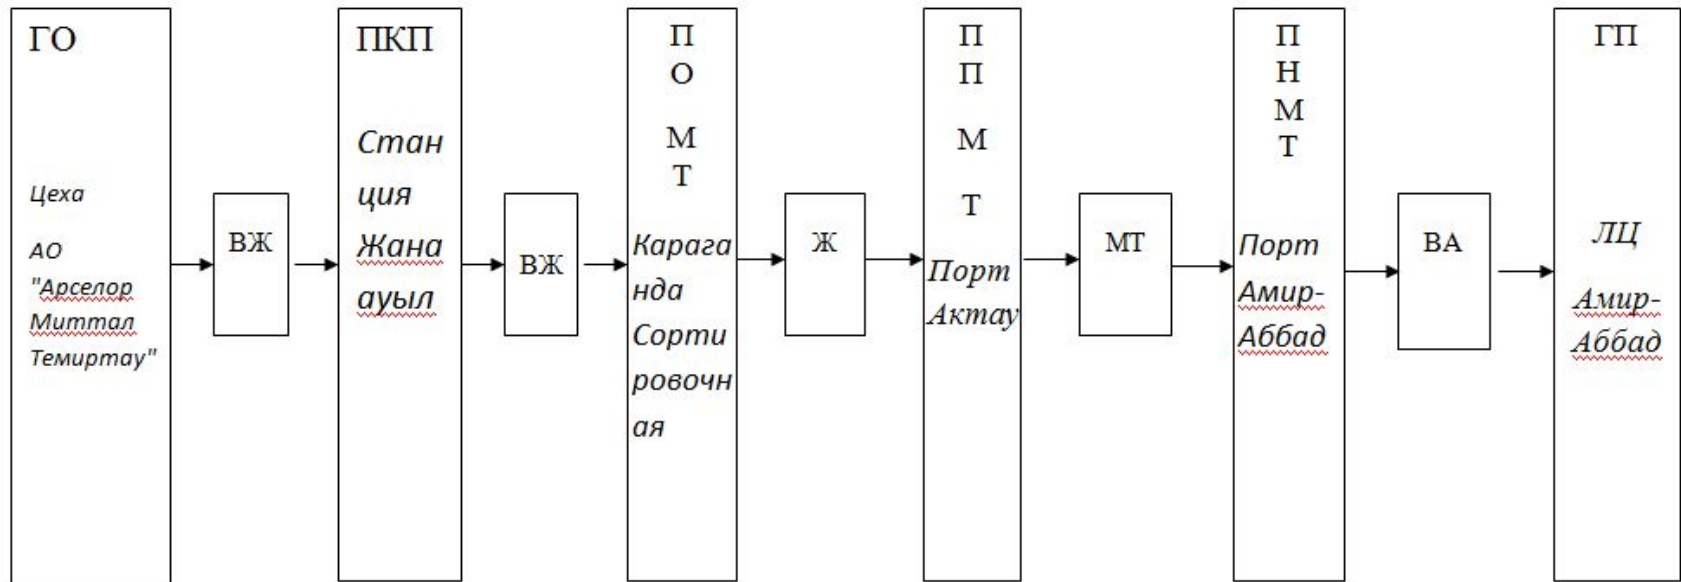 ГО
Цеха
АО
"Арселор
Миттал
Темиртау"
ВЖ
ПКП
Стан
ция
Жана
ауыл
ВЖ
П
О
М
Т
Карага
нда
Сорти
ровочн
ая
Ж
П
П
М
Т
Порт
Актау
МТ
П
Н
М
Т
Порт
Амир-
Аббад
ВА
ГП
ЛЦ
Амир-
Аббад